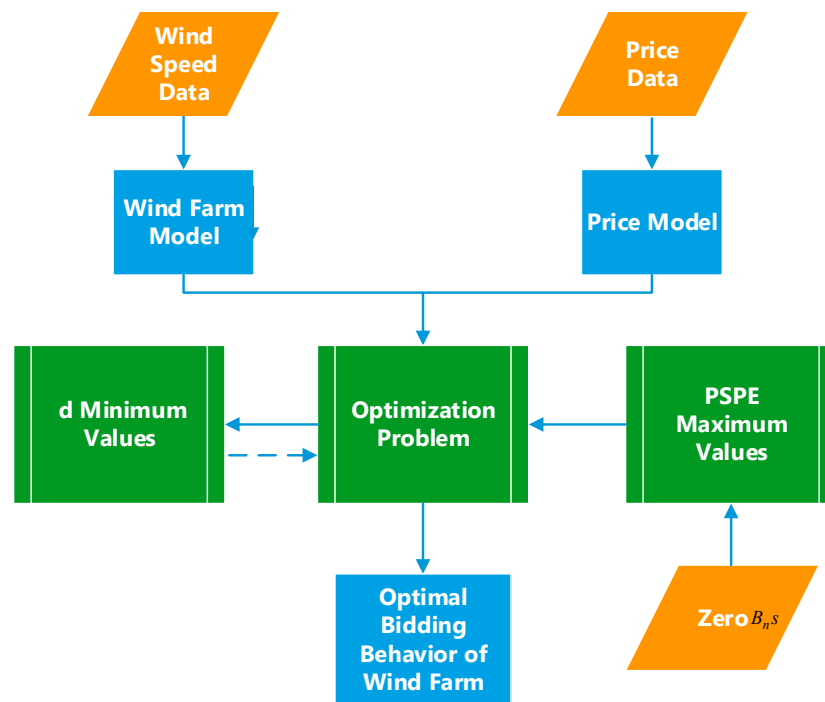 Wind
Speed
Data
Price
Data
Wind Farm
Model
Price Model
d Minimum
Values
Optimization
Problem
PSPE
Maximum
Values
Optimal
Bidding
Behavior of
Wind Farm
Zero Bₙs